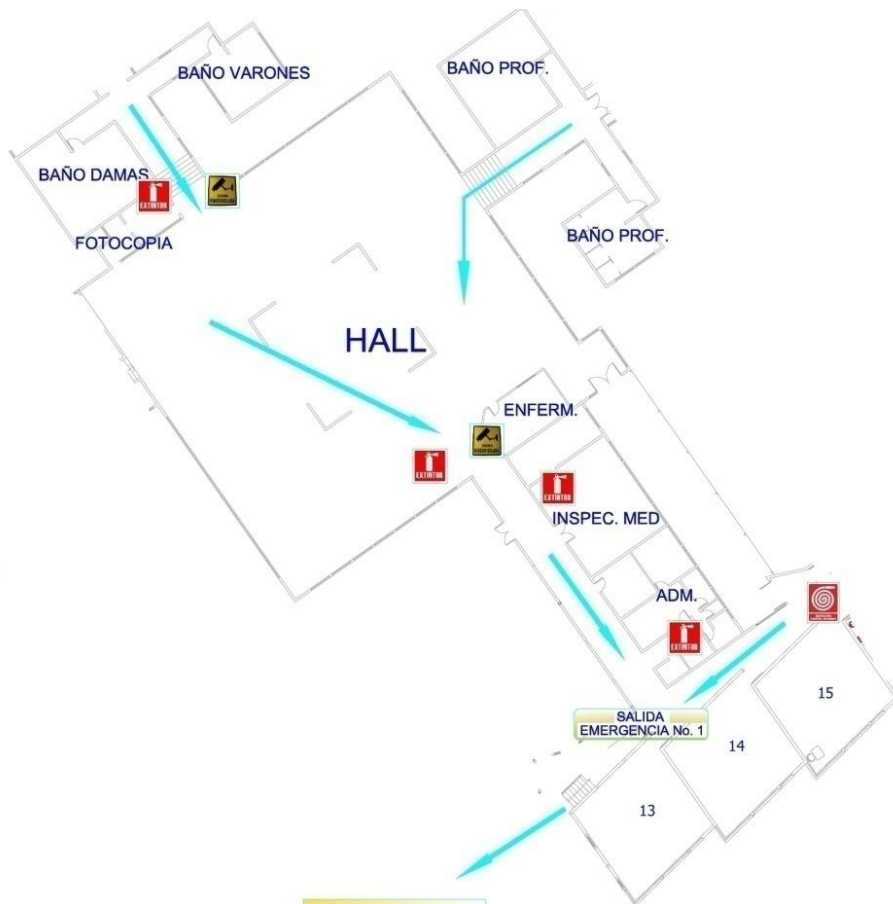 BAÑO VARONES
BAÑO PROF.
BAÑO DAMAS
EXTINTOR
FOTOCOPIA
BAÑO PROF.
HALL
ENFERM.
EXTINTOR
EXTINTOR
INSPEC. MED
ADM.
EXTINTOR
15
SALIDA
EMERGENCIA No. 1
14
13